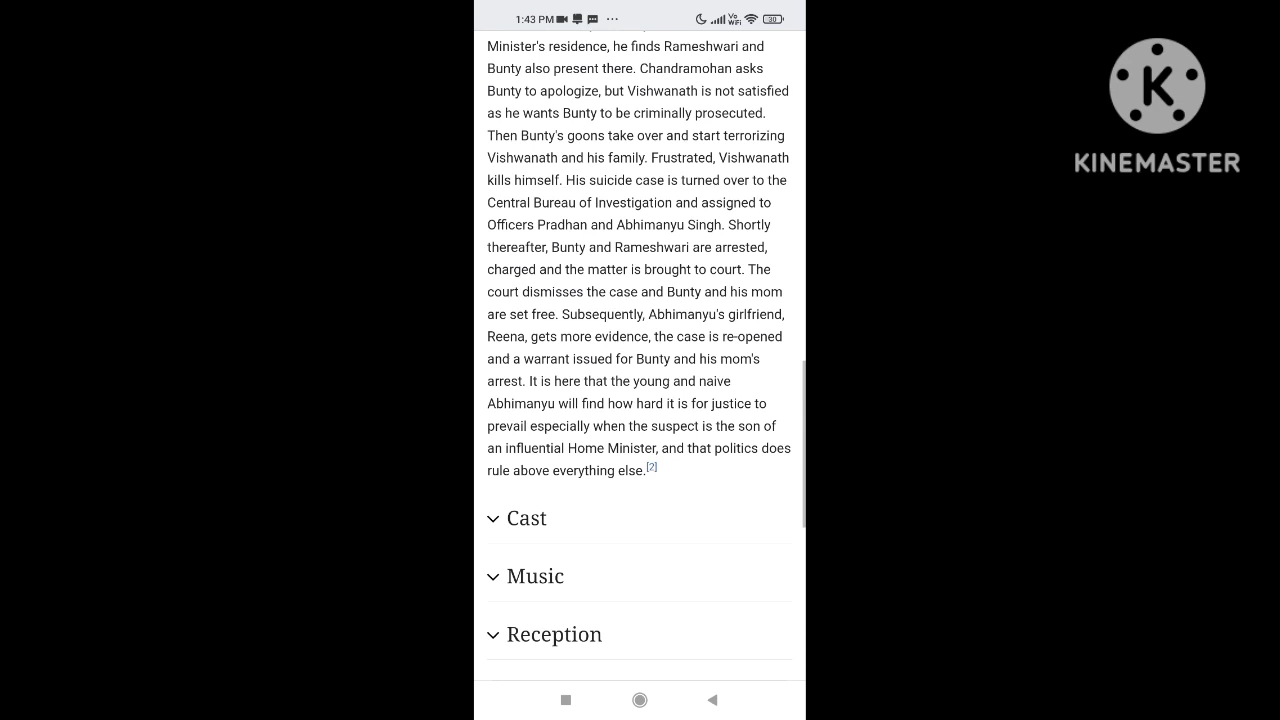 1:43 PM
Vo
WiFi
30
Minister's residence, he finds Rameshwari and
Bunty also present there. Chandramohan asks
Bunty to apologize, but Vishwanath is not satisfied
as he wants Bunty to be criminally prosecuted.
Then Bunty's goons take over and start terrorizing
Vishwanath and his family. Frustrated, Vishwanath
kills himself. His suicide case is turned over to the
Central Bureau of Investigation and assigned to
Officers Pradhan and Abhimanyu Singh. Shortly
thereafter, Bunty and Rameshwari are arrested,
charged and the matter is brought to court. The
court dismisses the case and Bunty and his mom
are set free. Subsequently, Abhimanyu's girlfriend,
Reena, gets more evidence, the case is re-opened
and a warrant issued for Bunty and his mom's
arrest. It is here that the young and naive
Abhimanyu will find how hard it is for justice to
prevail especially when the suspect is the son of
an influential Home Minister, and that politics does
rule above everything else.[2]
Cast
Music
Reception
K
KINEMASTER